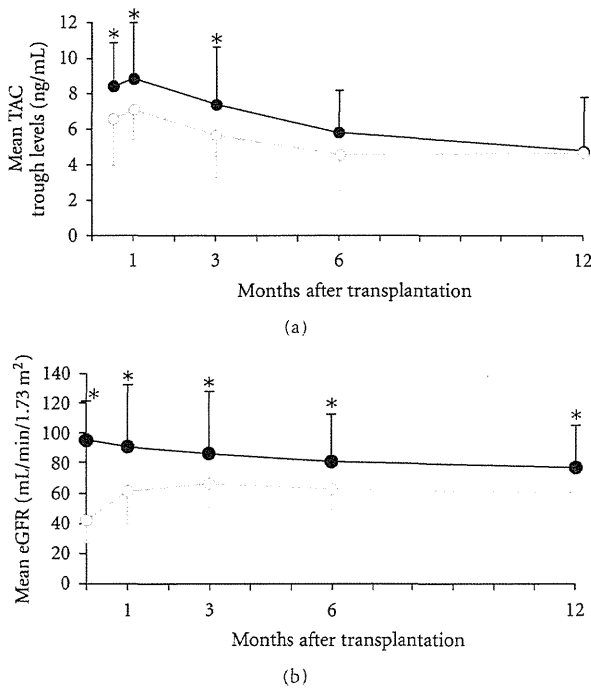 12
10
8
6
4
2
0
Mean TAC
trough levels (ng/mL)
* * *
1 3 6 12
Months after transplantation
(a)
140
120
100
80
60
40
20
0
Mean eGFR (mL/min/1.73 m²)
* * * * *
1 3 6 12
Months after transplantation
(b)